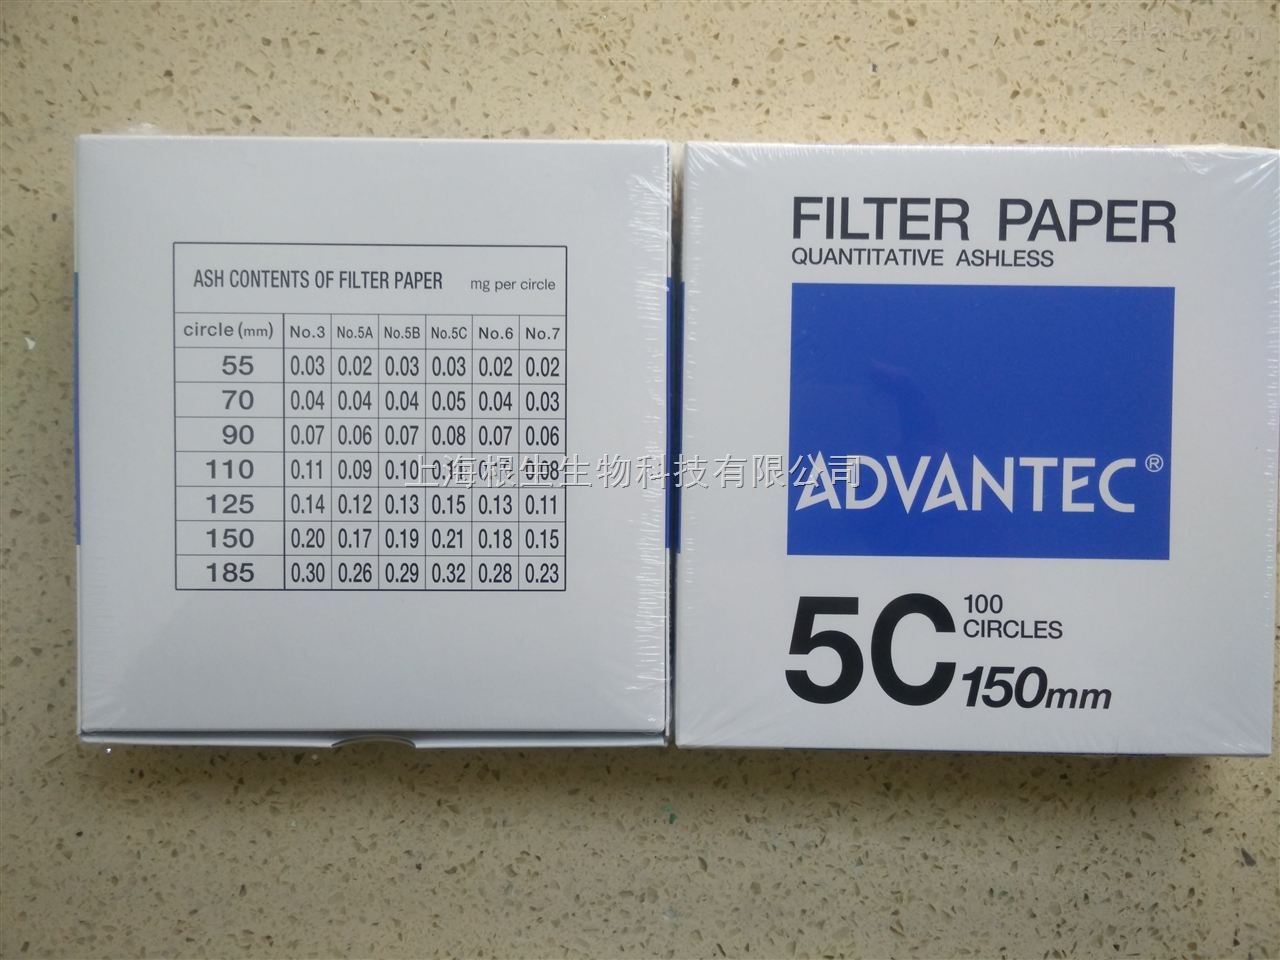 ASH CONTENTS OF FILTER PAPER mg per circle
circle (mm) No.3 No.5A No.5B No.5C No.6 No.7
55 0.03 0.02 0.03 0.03 0.02 0.02
70 0.04 0.04 0.04 0.05 0.04 0.03
90 0.07 0.06 0.07 0.08 0.07 0.06
110 0.11 0.09 0.10 0.08
125 0.14 0.12 0.13 0.15 0.13 0.11
150 0.20 0.17 0.19 0.21 0.18 0.15
185 0.30 0.26 0.29 0.32 0.28 0.23
上海根生生物科技有限公司
FILTER PAPER
QUANTITATIVE ASHLESS
ADVANTEC®
5C
100
CIRCLES
150mm